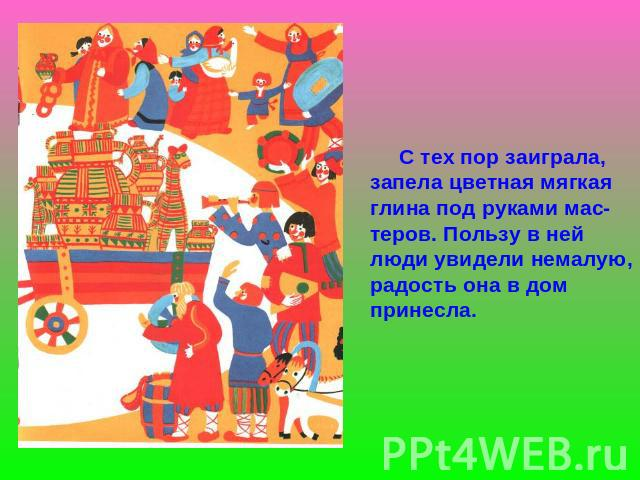 С тех пор заиграла,
запела цветная мягкая
глина под руками мас-
теров. Пользу в ней
люди увидели немалую,
радость она в дом
принесла.
PPt4WEB.ru